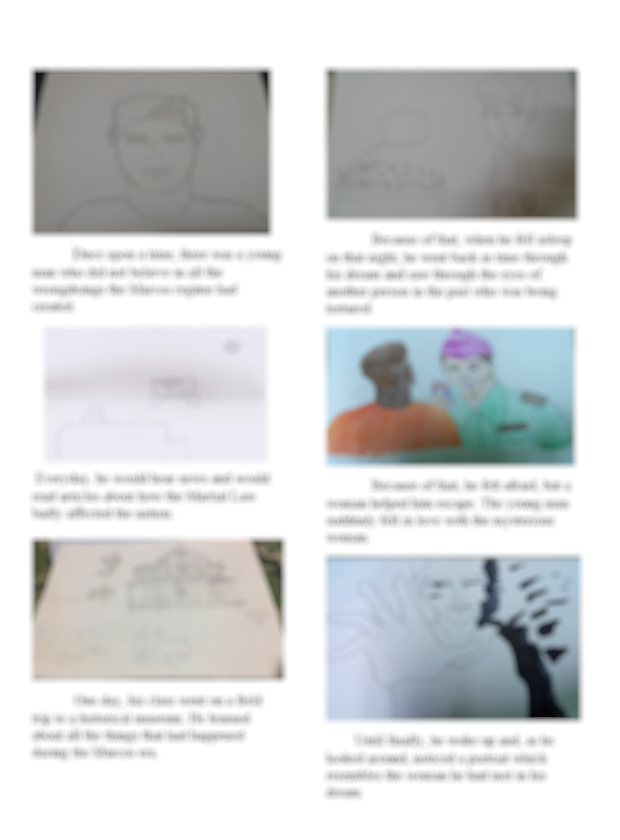 Once upon a time, there was a young
man who did not believe in all the
wrongdoings the Marcos regime had
created.
Everyday, he would hear news and would
read articles about how the Martial Law
badly affected the nation.
One day, his class went on a field
trip to a historical museum. He learned
about all the things that had happened
during the Marcos era.
Because of that, when he fell asleep
on that night, he went back in time through
his dream and saw through the eyes of
another person in the past who was being
tortured.
Because of that, he felt afraid, but a
woman helped him escape. The young man
suddenly fell in love with the mysterious
woman.
Until finally, he woke up and, as he
looked around, noticed a portrait which
resembles the woman he had met in his
dream.